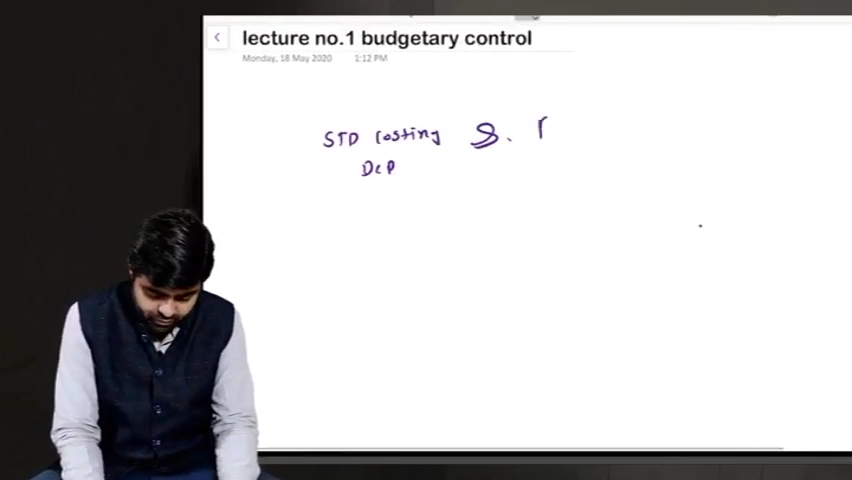 lecture no.1 budgetary control
Monday, 18 May 2020 1:12 PM
STD costing S.
DCP